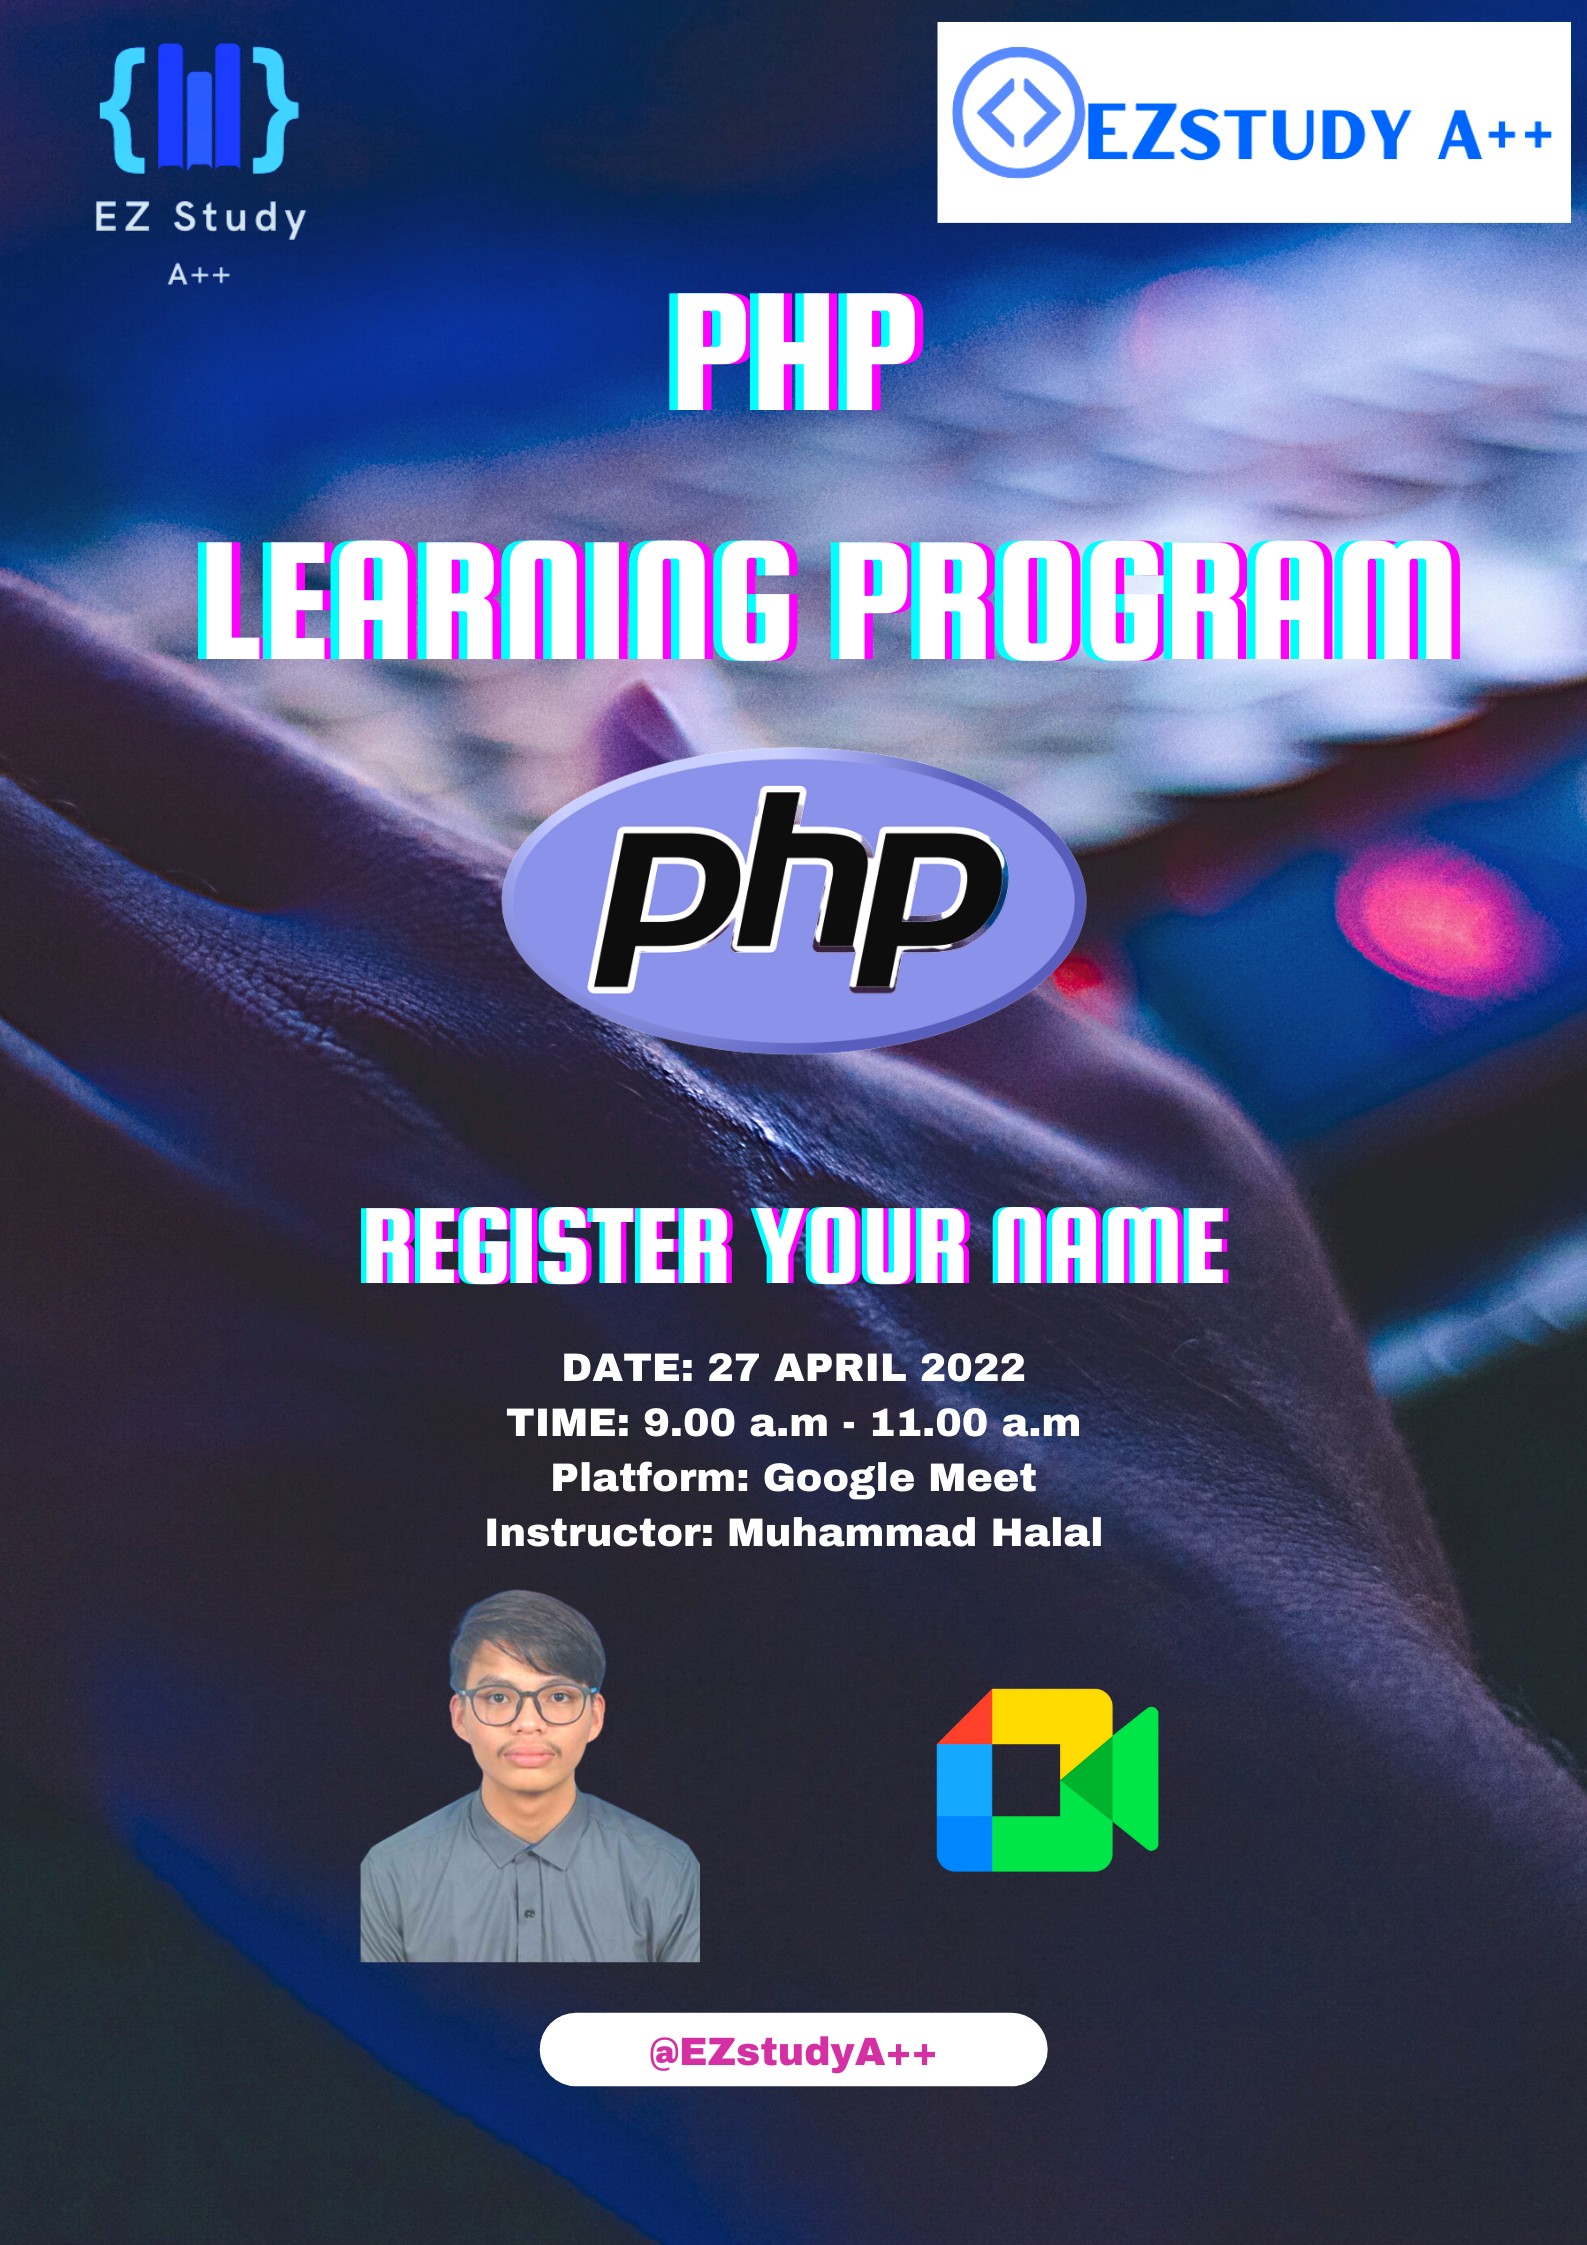 EZ Study
A++
EZSTUDY A++
PHP
LEARNING PROGRAM
php
REGISTER YOUR NAME
DATE: 27 APRIL 2022
TIME: 9.00 a.m - 11.00 a.m
Platform: Google Meet
Instructor: Muhammad Halal
@EZstudyA++